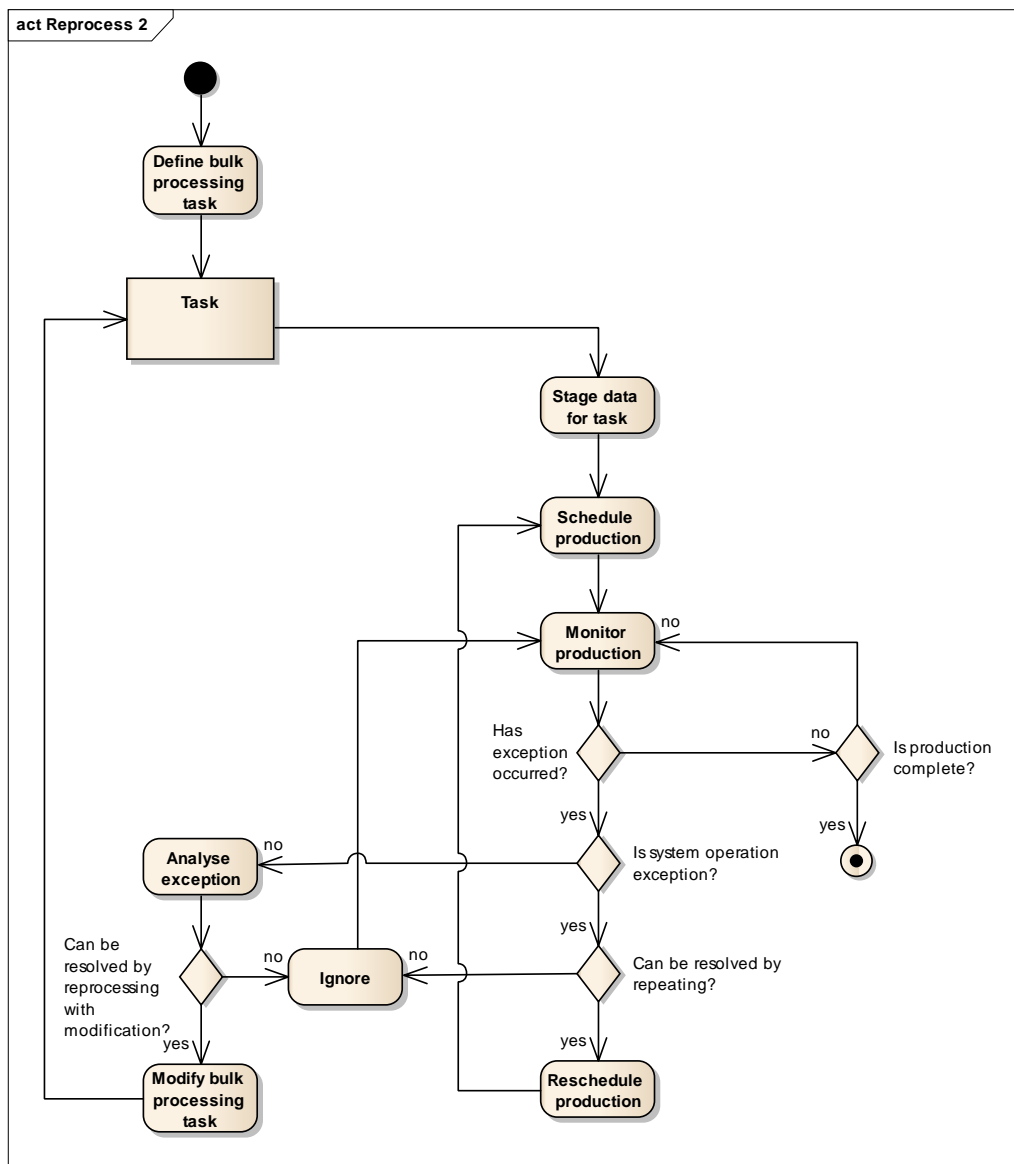 act Reprocess 2
Define bulk
processing
task
Task
Stage data
for task
Schedule
production
Monitor
production
no
Has
exception
occurred?
no
Is production
complete?
yes
yes
Is system operation
exception?
no
Analyse
exception
yes
Can be
resolved by
reprocessing
with
modification?
no
Ignore
no
Can be resolved by
repeating?
yes
yes
Modify bulk
processing
task
Reschedule
production